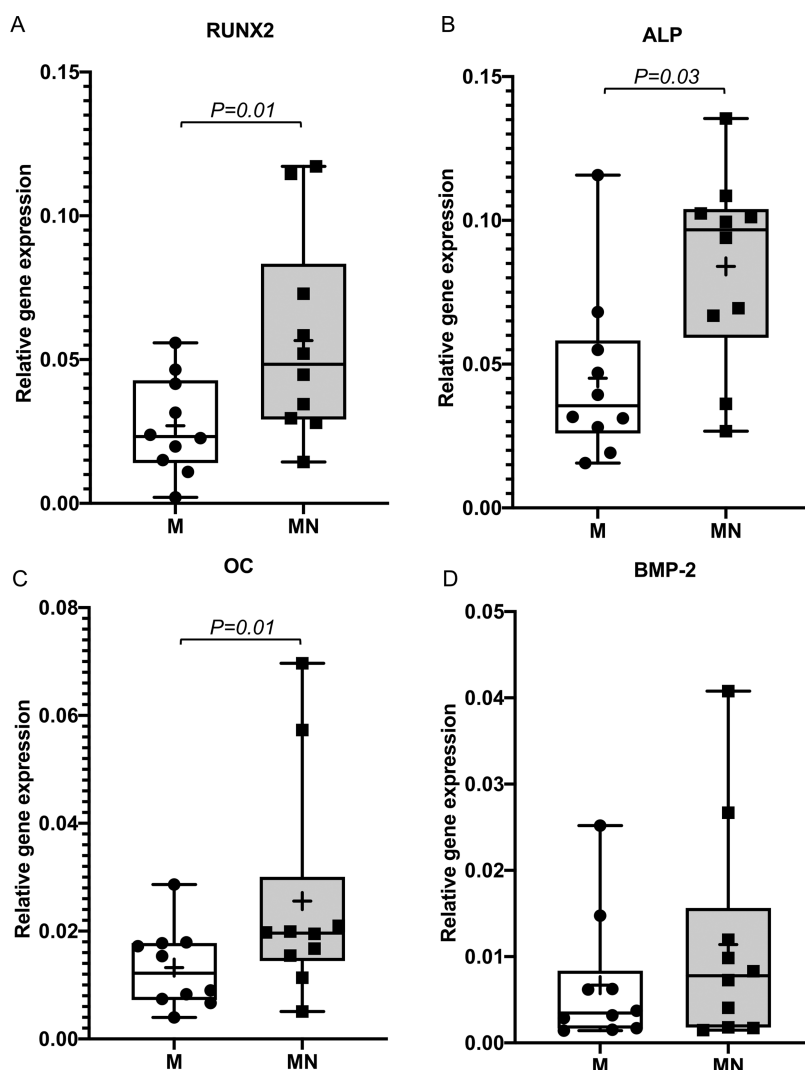 A
RUNX2
P=0.01
Relative gene expression
0.15
0.10
0.05
0.00
M
MN
B
ALP
P=0.03
Relative gene expression
0.15
0.10
0.05
0.00
M
MN
C
OC
P=0.01
Relative gene expression
0.08
0.06
0.04
0.02
0.00
M
MN
D
BMP-2
Relative gene expression
0.05
0.04
0.03
0.02
0.01
0.00
M
MN